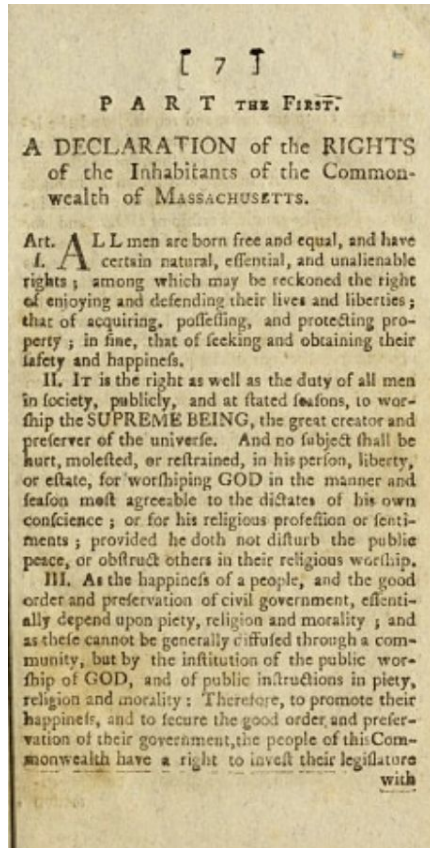 [ 7 ]
PART THE FIRST.
A DECLARATION of the RIGHTS
of the Inhabitants of the Common-
wealth of MASSACHUSETTS.
Art. ALL men are born free and equal, and have
I. certain natural, eſſential, and unalienable
rights ; among which may be reckoned the right
of enjoying and defending their lives and liberties ;
that of acquiring, poſſeſſing, and protecting pro-
perty ; in fine, that of ſeeking and obtaining their
ſafety and happineſs.
II. IT is the right as well as the duty of all men
in ſociety, publicly, and at ſtated ſeaſons, to wor-
ſhip the SUPREME BEING, the great creator and
preſerver of the univerſe. And no ſubject ſhall be
hurt, moleſted, or reſtrained, in his perſon, liberty,
or eſtate, for worſhiping GOD in the manner and
ſeaſon moſt agreeable to the dictates of his own
conſcience ; or for his religious profeſſion or ſenti-
ments ; provided he doth not diſturb the public
peace, or obſtruct others in their religious worſhip.
III. As the happineſs of a people, and the good
order and preſervation of civil government, eſſenti-
ally depend upon piety, religion and morality ; and
as theſe cannot be generally diffuſed through a com-
munity, but by the inſtitution of the public wor-
ſhip of GOD, and of public inſtructions in piety,
religion and morality : Therefore, to promote their
happineſs, and to ſecure the good order and preſer-
vation of their government, the people of this Com-
monwealth have a right to inveſt their legiſlature
with